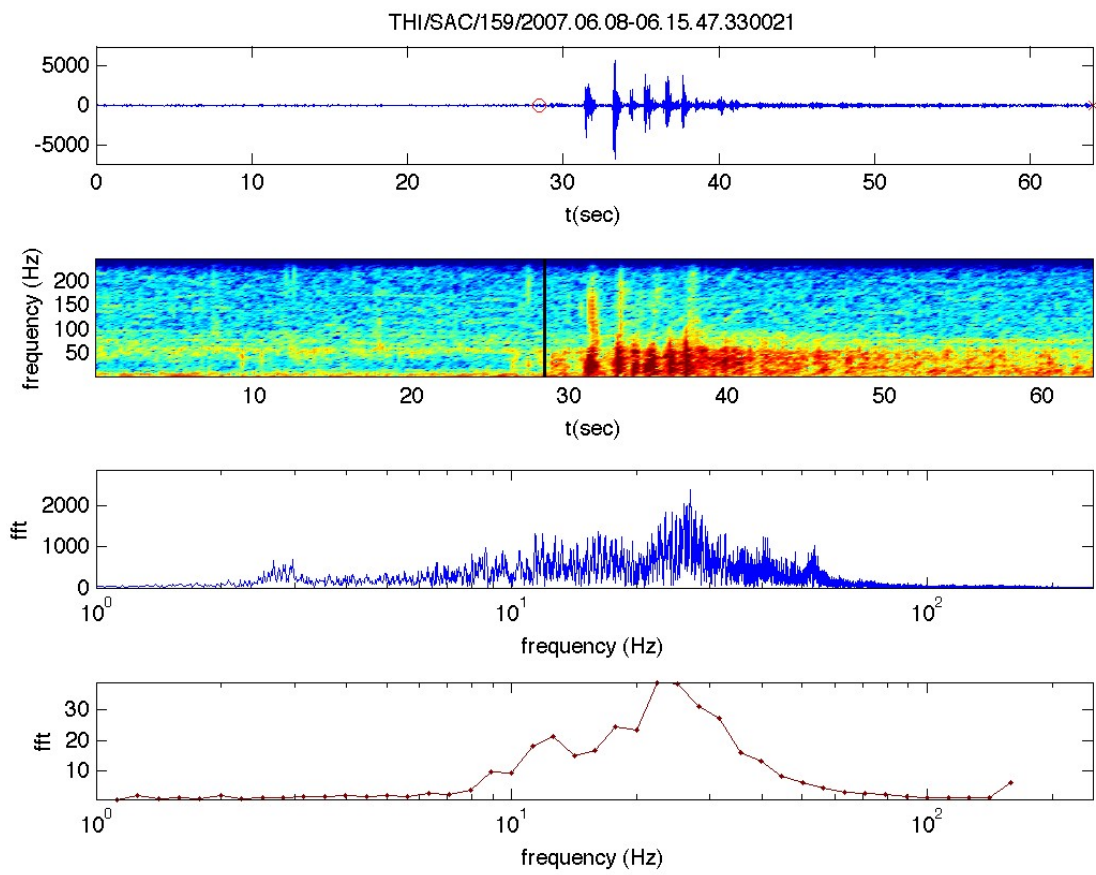 THI/SAC/159/2007.06.08-06.15.47.330021
5000
0
-5000
0 10 20 30 40 50 60
t(sec)
frequency (Hz)
200
150
100
50
10 20 30 40 50 60
t(sec)
fft
2000
1000
0
10^0 10^1 10^2
frequency (Hz)
fft
30
20
10
10^0 10^1 10^2
frequency (Hz)